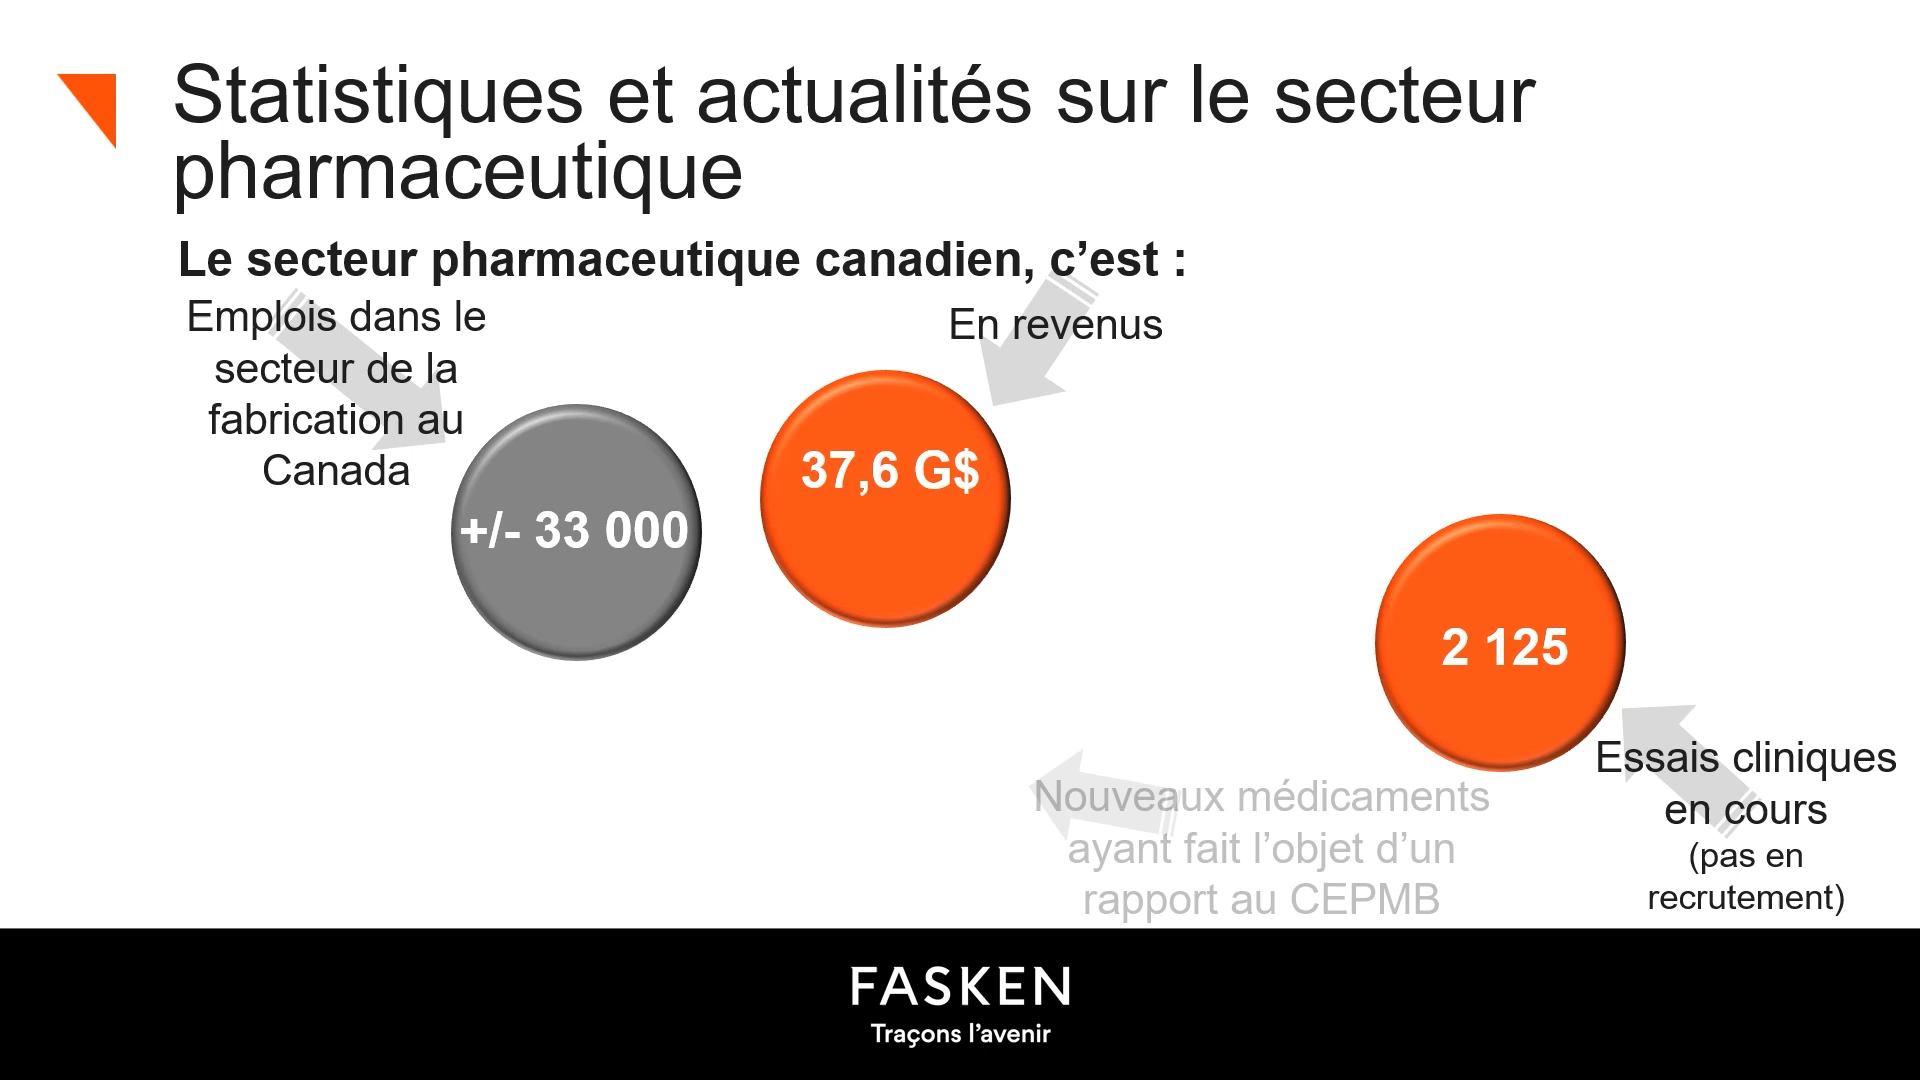 Statistiques et actualités sur le secteur
pharmaceutique
Le secteur pharmaceutique canadien, c’est :
Emplois dans le
secteur de la
fabrication au
Canada
+/- 33 000
En revenus
37,6 G$
2 125
Essais cliniques
en cours
(pas en
recrutement)
Nouveaux médicaments
ayant fait l’objet d’un
rapport au CEPMB
FASKEN
Traçons l’avenir